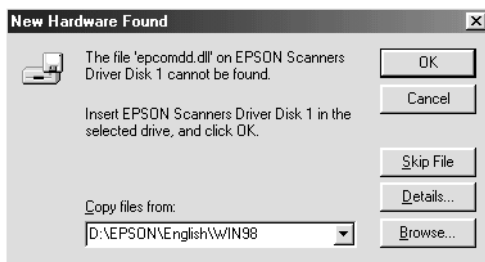 New Hardware Found
The file 'epcomdd.dll' on EPSON Scanners
Driver Disk 1 cannot be found.
Insert EPSON Scanners Driver Disk 1 in the
selected drive, and click OK.
Copy files from:
D:\EPSON\English\WIN98
OK
Cancel
Skip File
Details...
Browse...